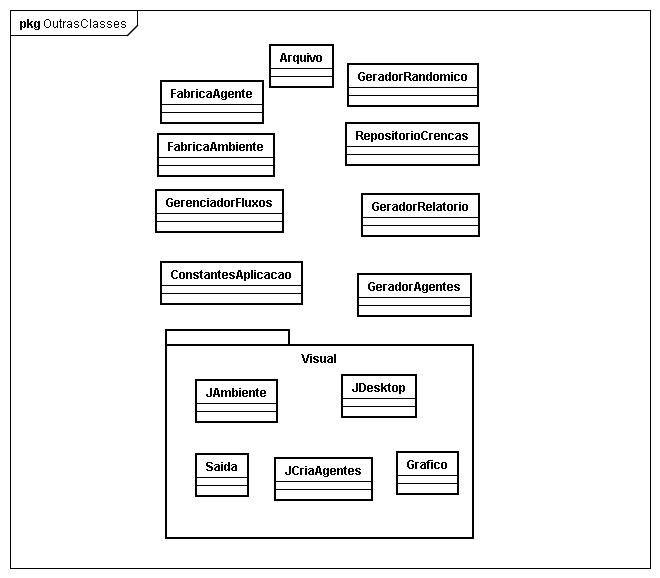 pkg OutrasClasses
Arquivo
GeradorRandomico
FabricaAgente
RepositorioCrencas
FabricaAmbiente
GerenciadorFluxos
GeradorRelatorio
ConstantesAplicacao
GeradorAgentes
Visual
JAmbiente
JDesktop
Saida
JCriaAgentes
Grafico